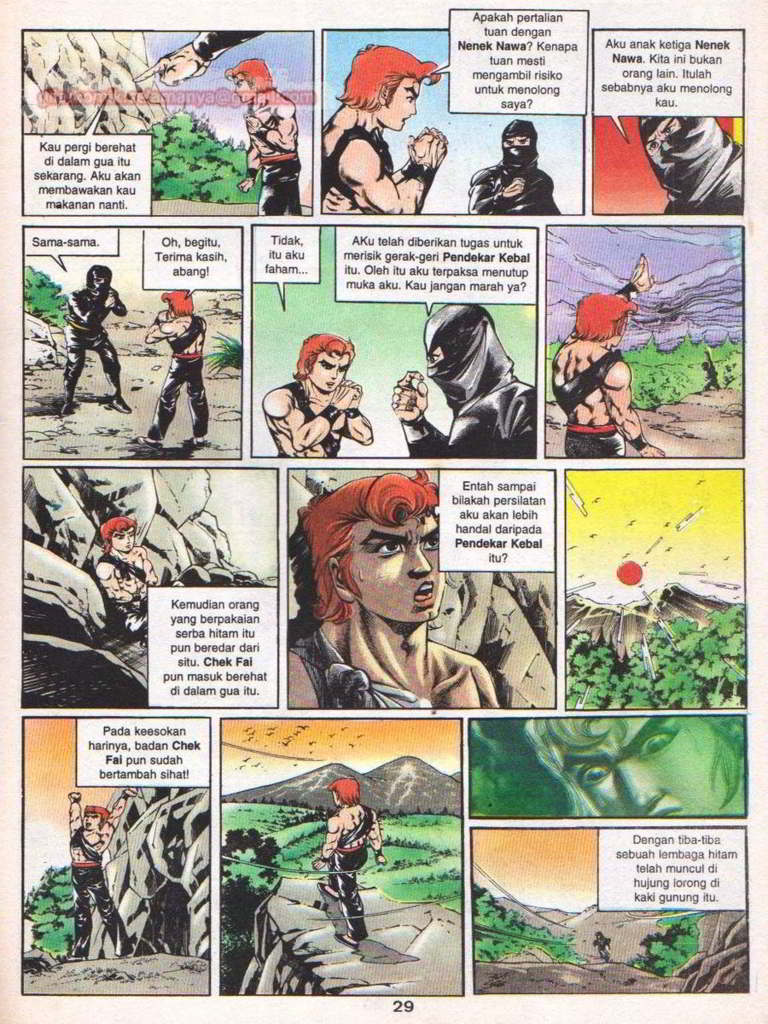 Kau pergi berehat
di dalam gua itu
sekarang. Aku akan
membawakan kau
makanan nanti.
Apakah pertalian
tuan dengan
Nenek Nawa? Kenapa
tuan mesti
mengambil risiko
untuk menolong
saya?
Aku anak ketiga Nenek
Nawa. Kita ini bukan
orang lain. Itulah
sebabnya aku menolong
kau.
Sama-sama.
Oh, begitu,
Terima kasih,
abang!
Tidak,
itu aku
faham...
AKu telah diberikan tugas untuk
merisik gerak-geri Pendekar Kebal
itu. Oleh itu aku terpaksa menutup
muka aku. Kau jangan marah ya?
Kemudian orang
yang berpakaian
serba hitam itu
pun beredar dari
situ. Chek Fai
pun masuk berehat
di dalam gua itu.
Entah sampai
bilakah persilatan
aku akan lebih
handal daripada
Pendekar Kebal
itu?
Pada keesokan
harinya, badan Chek
Fai pun sudah
bertambah sihat!
Dengan tiba-tiba
sebuah lembaga hitam
telah muncul di
hujung lorong di
kaki gunung itu.
29